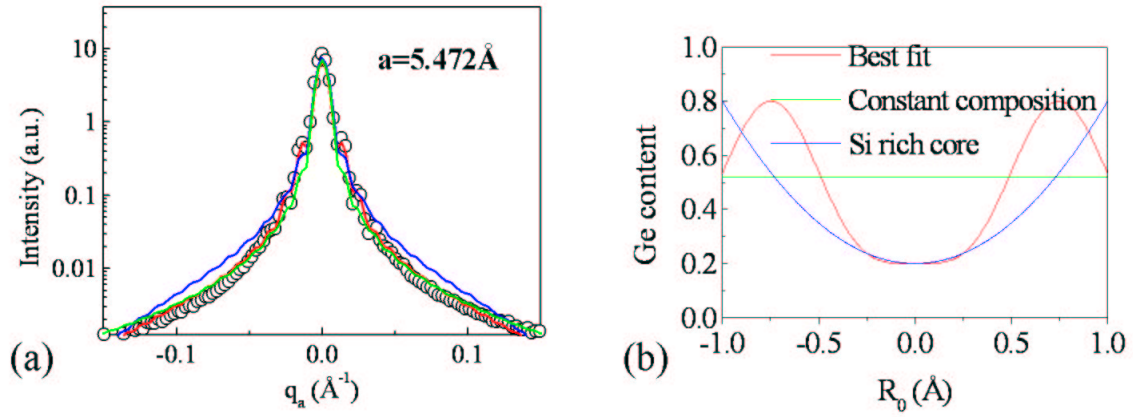 a=5.472Å
10
1
0.1
0.01
Intensity (a.u.)
-0.1
0.0
0.1
qa (Å-1)
(a)
Best fit
Constant composition
Si rich core
1.0
0.8
0.6
0.4
0.2
0.0
Ge content
-1.0
-0.5
0.0
0.5
1.0
R0 (Å)
(b)